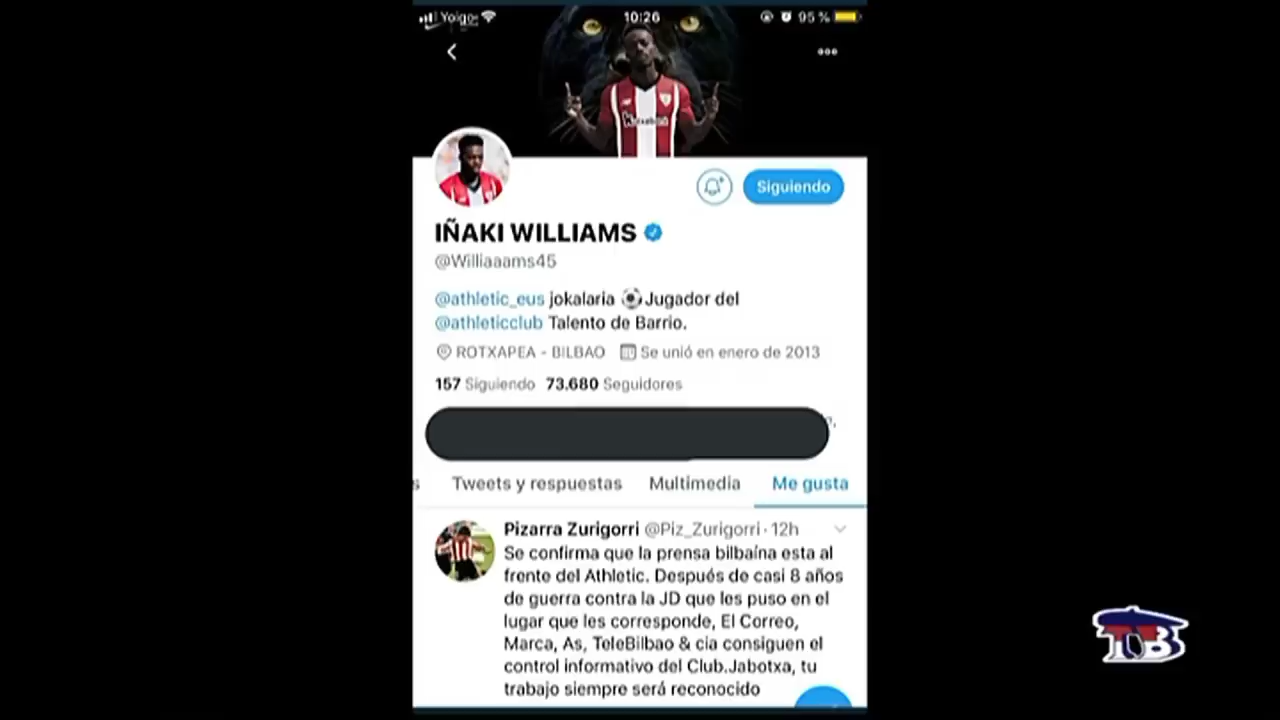 Yoigo 10:26 95 %
Kutxabank
Siguiendo
IÑAKI WILLIAMS
@Williaaams45
@athletic_eus jokalaria ⚽Jugador del
@athleticclub Talento de Barrio.
ROTXAPEA - BILBAO Se unió en enero de 2013
157 Siguiendo 73.680 Seguidores
s Tweets y respuestas Multimedia Me gusta
Pizarra Zurigorri @Piz_Zurigorri · 12h
Se confirma que la prensa bilbaína esta al
frente del Athletic. Después de casi 8 años
de guerra contra la JD que les puso en el
lugar que les corresponde, El Correo,
Marca, As, TeleBilbao & cia consiguen el
control informativo del Club.Jabotxa, tu
trabajo siempre será reconocido
TB